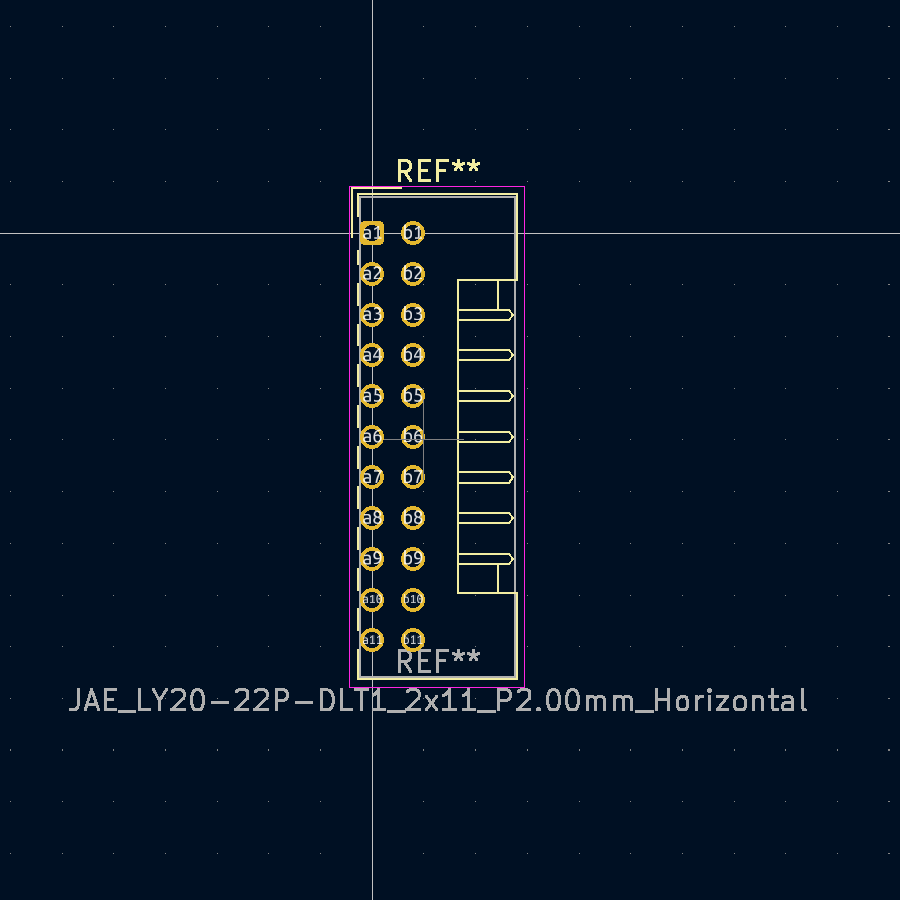 REF**
a1 b1
a2 b2
a3 b3
a4 b4
a5 b5
a6 b6
a7 b7
a8 b8
a9 b9
a10 b10
a11 b11
REF**
JAE_LY20-22P-DLT1_2x11_P2.00mm_Horizontal